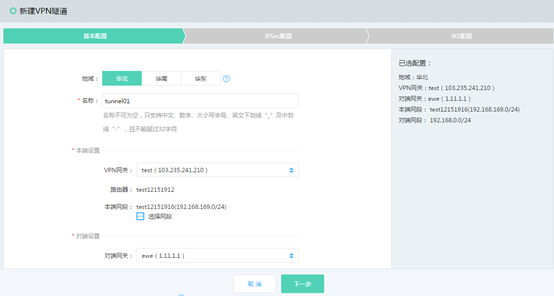 新建VPN隧道
基本配置
IPSec配置
IKE配置
地域：
华北
华南
华东
* 名称：
tunnel01
名称不可为空，只支持中文、数字、大小写字母、英文下划线 "_" 及中划
线 "-" ，且不能超过32字符
* 本端设置
VPN网关：
test（103.235.241.210）
路由器：
test12151912
本端网段：
test12151916(192.168.169.0/24)
选择网段
* 对端设置
对端网关：
ewe（1.11.1.1）
取消
下一步
已选配置：
地域：华北
VPN网关：test（103.235.241.210）
对端网关：ewe（1.11.1.1）
本端网段： test12151916(192.168.169.0/24)
对端网段： 192.168.0.0/24